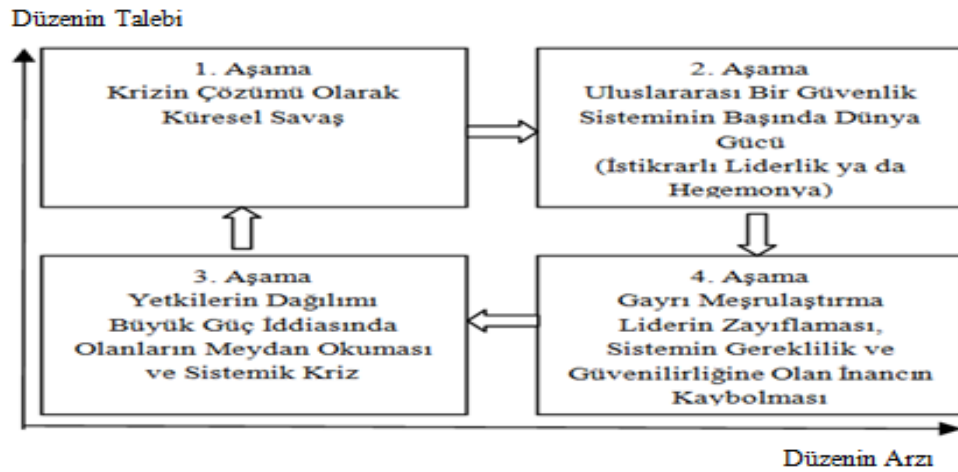 Düzenin Talebi
1. Aşama
Krizin Çözümü Olarak
Küresel Savaş
2. Aşama
Uluslararası Bir Güvenlik
Sisteminin Başında Dünya
Gücü
(İstikrarlı Liderlik ya da
Hegemonya)
3. Aşama
Yetkilerin Dağılımı
Büyük Güç İddiasında
Olanların Meydan Okuması
ve Sistemik Kriz
4. Aşama
Gayrı Meşrulaştırma
Liderin Zayıflaması,
Sistemin Gereklilik ve
Güvenilirliğine Olan İnancın
Kaybolması
Düzenin Arzı